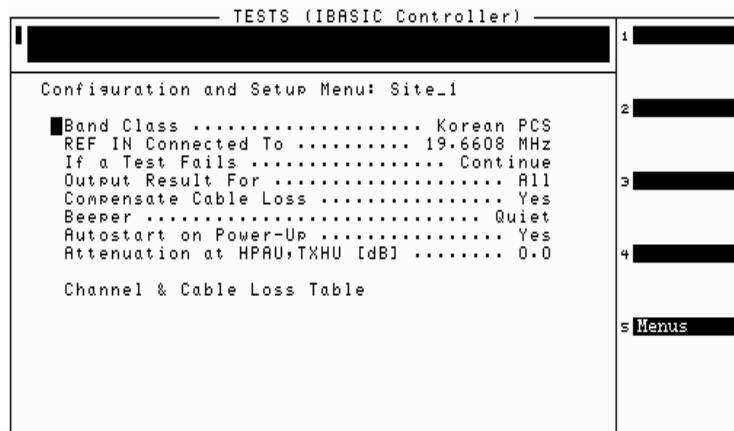 TESTS (IBASIC Controller)
Configuration and Setup Menu: Site_1
Band Class .................... Korean PCS
REF IN Connected To .......... 19.6608 MHz
If a Test Fails ................. Continue
Output Result For .................... All
Compensate Cable Loss ................ Yes
Beeper ............................. Quiet
Autostart on Power-Up ................ Yes
Attenuation at HPAU,TXHU [dB] ........ 0.0
Channel & Cable Loss Table
1
2
3
4
5 Menus